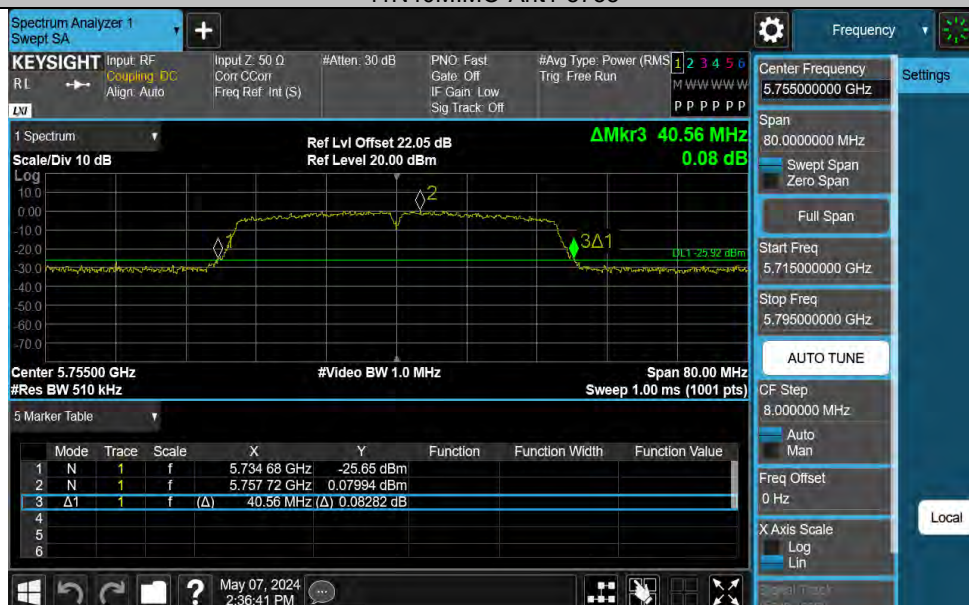 Spectrum Analyzer 1
Swept SA
+
Frequency
KEYSIGHT
RL
LXI
Input: RF
Coupling: DC
Align: Auto
Input Z: 50 Ω
Corr CCorr
Freq Ref: Int (S)
#Atten: 30 dB
PNO: Fast
Gate: Off
IF Gain: Low
Sig Track: Off
#Avg Type: Power (RMS
Trig: Free Run
1 2 3 4 5 6
M W W W W W
P P P P P P
1 Spectrum
Scale/Div 10 dB
Ref Lvl Offset 22.05 dB
Ref Level 20.00 dBm
ΔMkr3 40.56 MHz
0.08 dB
Log
10.0
0.00
-10.0
-20.0
-30.0
-40.0
-50.0
-60.0
-70.0
1
2
3Δ1
DL1 -25.92 dBm
Center 5.75500 GHz
#Video BW 1.0 MHz
Span 80.00 MHz
#Res BW 510 kHz
Sweep 1.00 ms (1001 pts)
5 Marker Table
Mode Trace Scale X Y Function Function Width Function Value
1 N 1 f 5.734 68 GHz -25.65 dBm
2 N 1 f 5.757 72 GHz 0.07994 dBm
3 Δ1 1 f (Δ) 40.56 MHz (Δ) 0.08282 dB
4
5
6
?
May 07, 2024
2:36:41 PM
Center Frequency
5.755000000 GHz
Span
80.0000000 MHz
Swept Span
Zero Span
Full Span
Start Freq
5.715000000 GHz
Stop Freq
5.795000000 GHz
AUTO TUNE
CF Step
8.000000 MHz
Auto
Man
Freq Offset
0 Hz
X Axis Scale
Log
Lin
Signal Track
Settings
Local